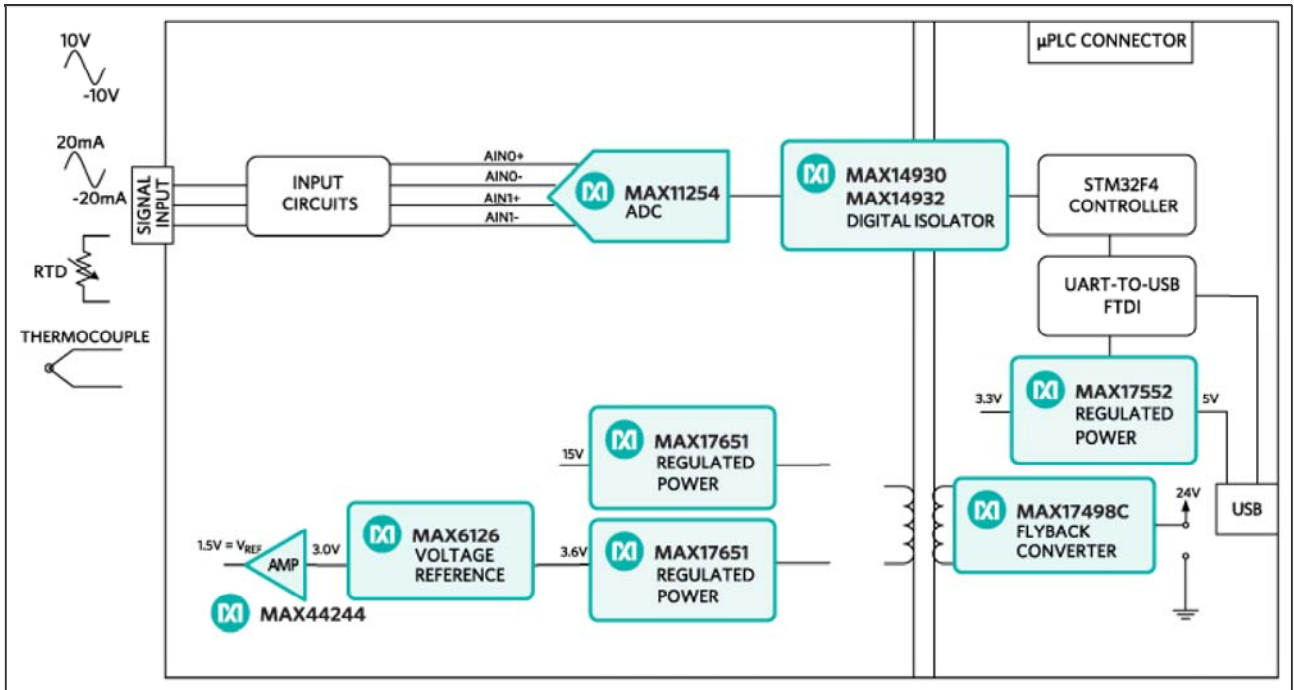 µPLC CONNECTOR
10V
-10V
20mA
-20mA
SIGNAL
INPUT
RTD
THERMOCOUPLE
INPUT
CIRCUITS
AIN0+
AIN0-
AIN1+
AIN1-
MAX11254
ADC
MAX14930
MAX14932
DIGITAL ISOLATOR
STM32F4
CONTROLLER
UART-TO-USB
FTDI
3.3V
MAX17552
REGULATED
POWER
5V
15V
MAX17651
REGULATED
POWER
1.5V = VREF
AMP
MAX44244
3.0V
MAX6126
VOLTAGE
REFERENCE
3.6V
MAX17651
REGULATED
POWER
MAX17498C
FLYBACK
CONVERTER
24V
USB